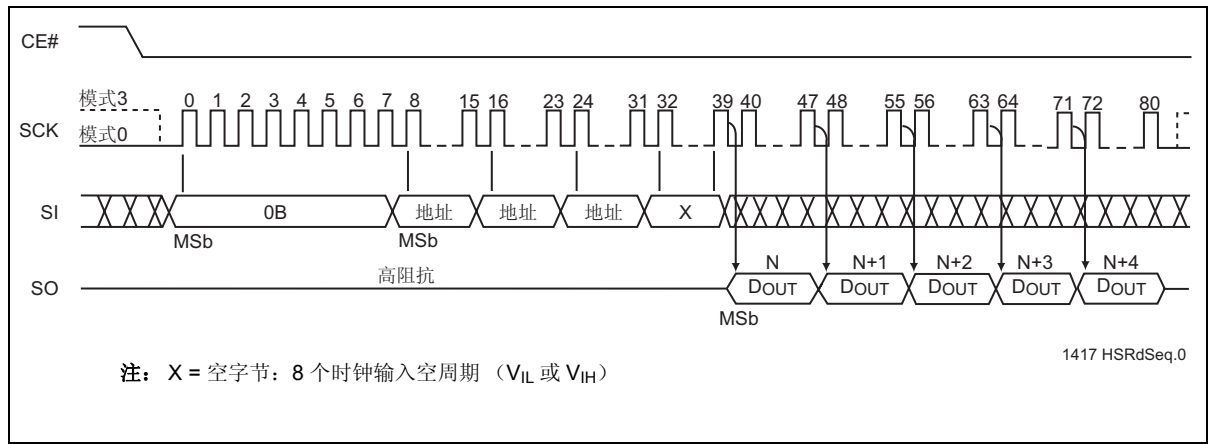 CE#
模式3
0 1 2 3 4 5 6 7 8 15 16 23 24 31 32 39 40 47 48 55 56 63 64 71 72 80
SCK
模式0
SI
0B
地址
地址
地址
X
MSb
MSb
高阻抗
N
N+1
N+2
N+3
N+4
SO
DOUT
DOUT
DOUT
DOUT
DOUT
MSb
1417 HSRdSeq.0
注： X = 空字节：8 个时钟输入空周期 （VIL 或 VIH）